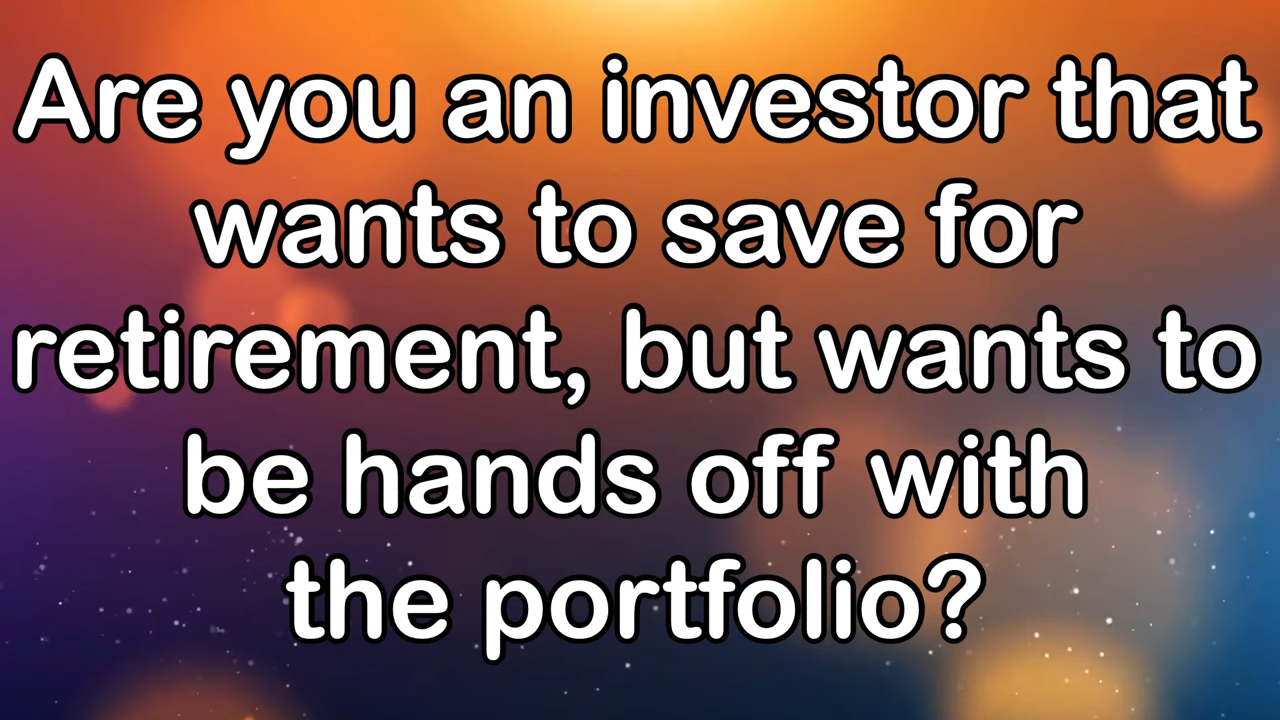 Are you an investor that
wants to save for
retirement, but wants to
be hands off with
the portfolio?